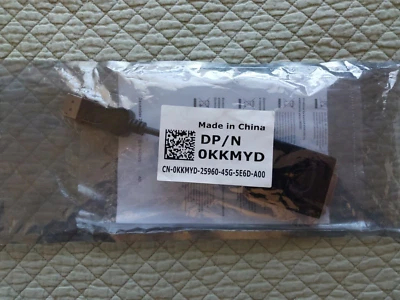 Made in China
DP/N
0KKMYD
CN-0KKMYD-25960-45G-5E6D-A00